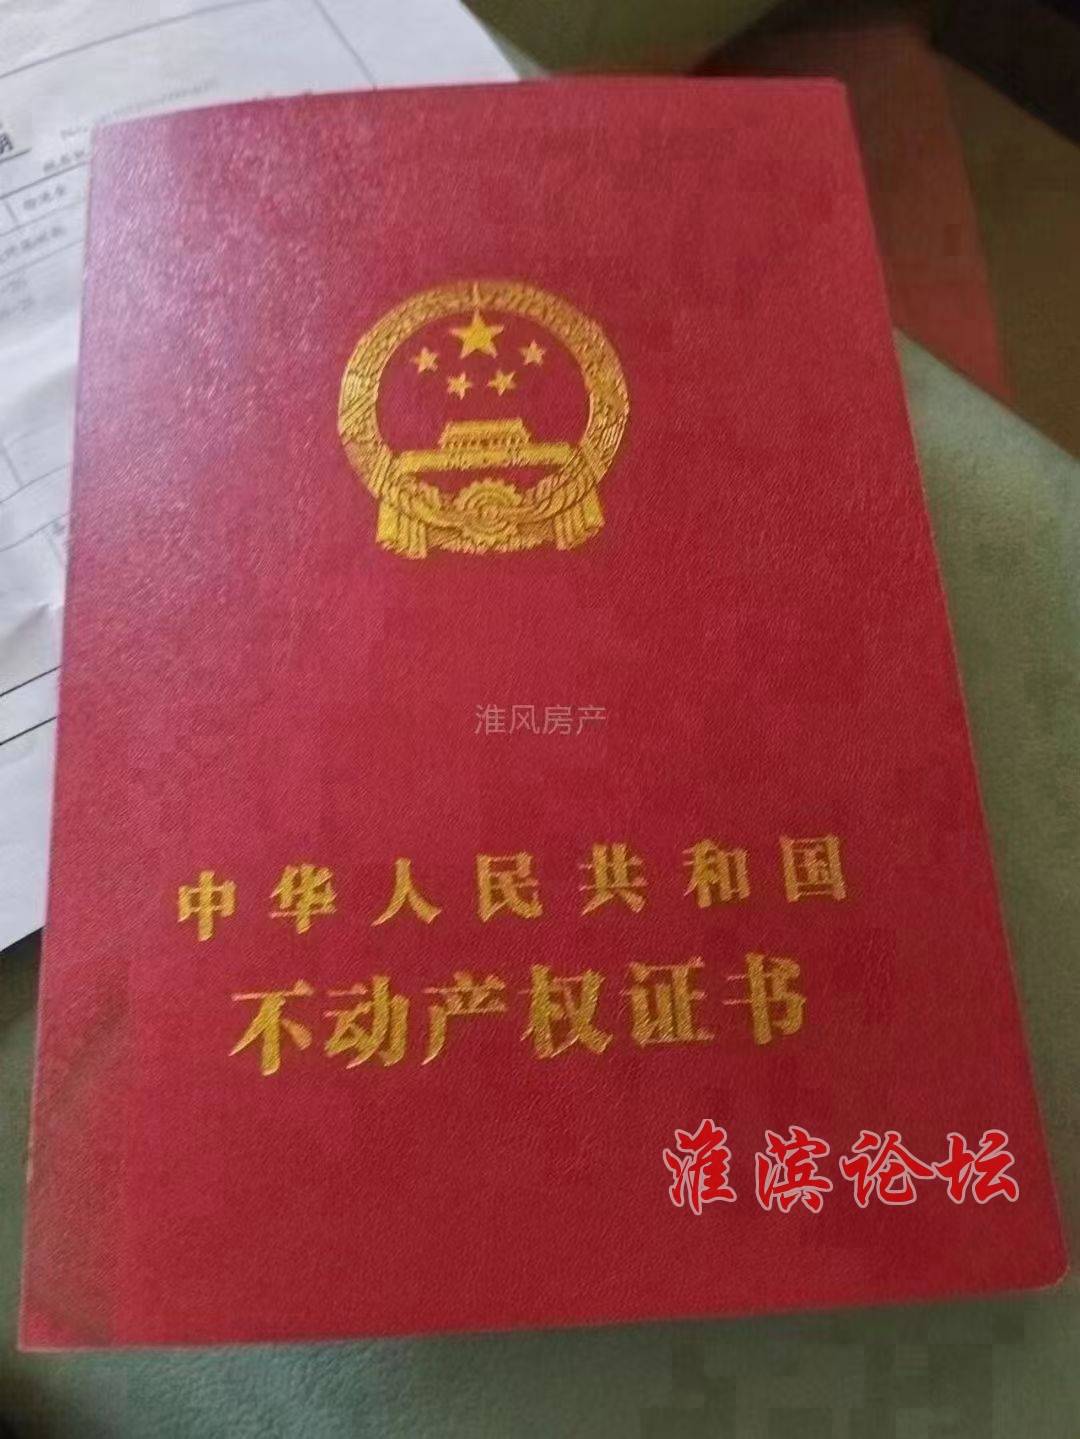 明
淮风房产
中华人民共和国
不动产权证书
淮滨论坛